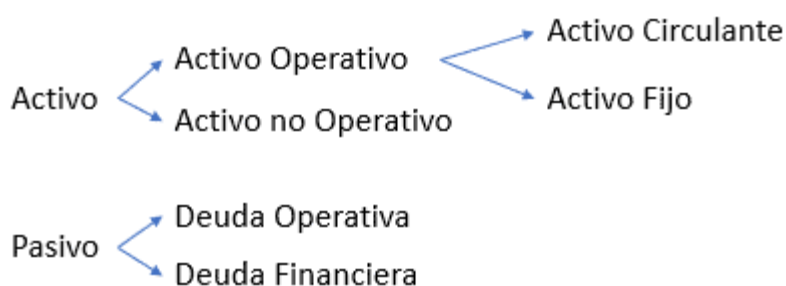 Activo
Activo Operativo
Activo Circulante
Activo Fijo
Activo no Operativo
Pasivo
Deuda Operativa
Deuda Financiera